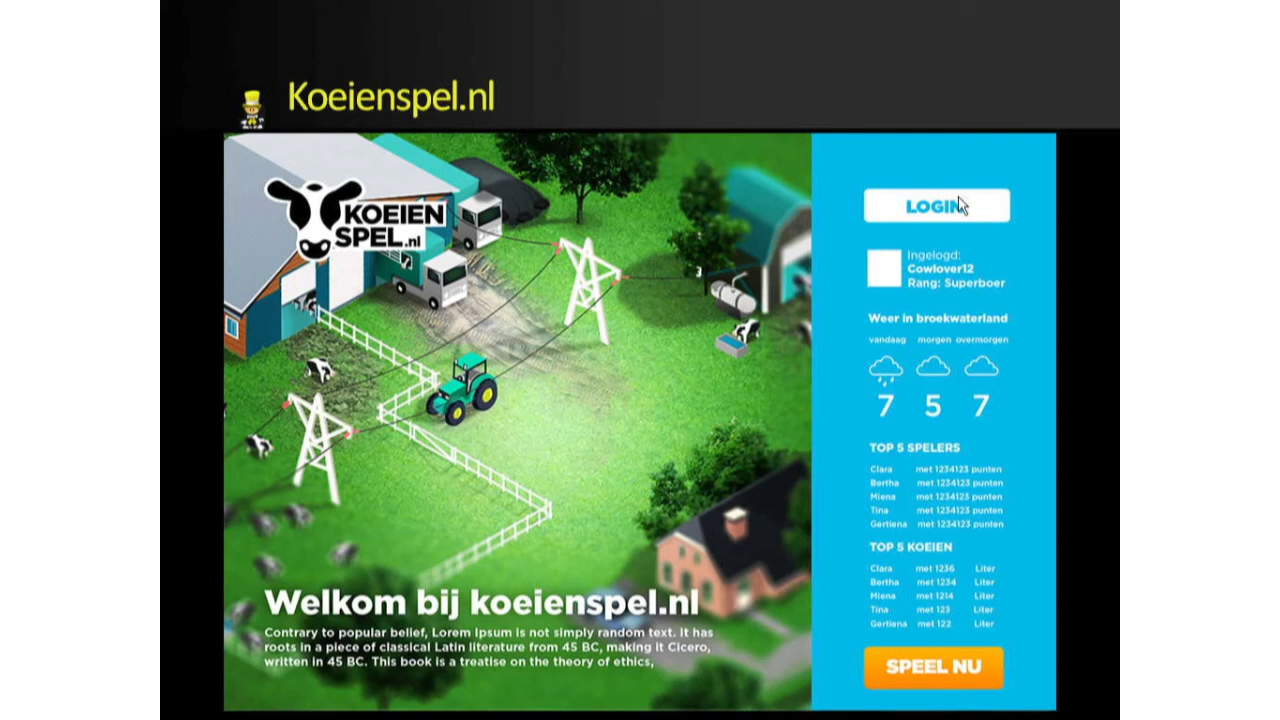 Koeienspel.nl
KOEIEN
SPEL.nl
Welkom bij koeienspel.nl
Contrary to popular belief, Lorem Ipsum is not simply random text. It has
roots in a piece of classical Latin literature from 45 BC, making it Cicero,
written in 45 BC. This book is a treatise on the theory of ethics,
LOGIN
Ingelogd:
Cowlover12
Rang: Superboer
Weer in broekwaterland
vandaag morgen overmorgen
7 5 7
TOP 5 SPELERS
Clara met 1234123 punten
Bertha met 1234123 punten
Miena met 1234123 punten
Tina met 1234123 punten
Gertiena met 1234123 punten
TOP 5 KOEIEN
Clara met 1236 Liter
Bertha met 1234 Liter
Miena met 1214 Liter
Tina met 123 Liter
Gertiena met 122 Liter
SPEEL NU